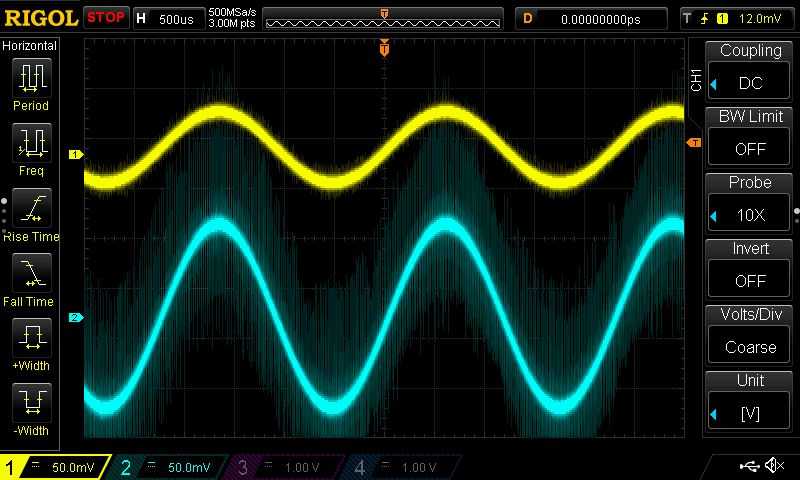 RIGOL STOP H 500us 500MSa/s 3.00M pts T D 0.00000000ps T 1 12.0mV
Horizontal
Period
Freq
Rise Time
Fall Time
+Width
-Width
T
1
T
2
CH1
Coupling
DC
BW Limit
OFF
Probe
10X
Invert
OFF
Volts/Div
Coarse
Unit
[V]
1 50.0mV 2 50.0mV 3 1.00 V 4 1.00 V